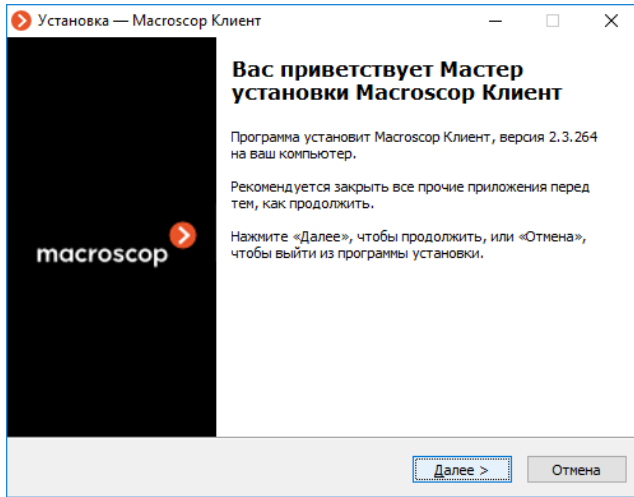 Установка — Macroscop Клиент
Вас приветствует Мастер
установки Macroscop Клиент
Программа установит Macroscop Клиент, версия 2.3.264
на ваш компьютер.
Рекомендуется закрыть все прочие приложения перед
тем, как продолжить.
Нажмите «Далее», чтобы продолжить, или «Отмена»,
чтобы выйти из программы установки.
macroscop
Далее >
Отмена